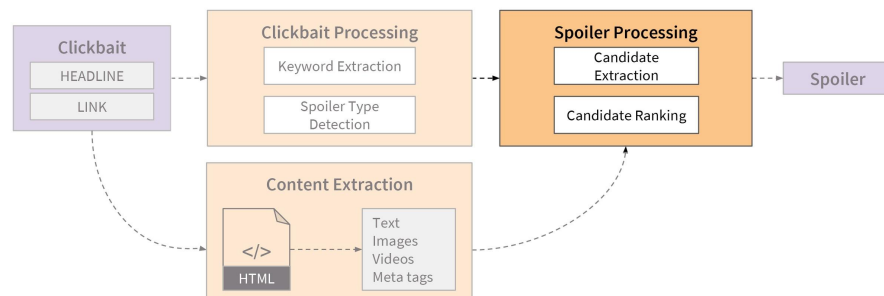 Clickbait
HEADLINE
LINK
Clickbait Processing
Keyword Extraction
Spoiler Type
Detection
Spoiler Processing
Candidate
Extraction
Candidate Ranking
Spoiler
Content Extraction
</>
HTML
Text
Images
Videos
Meta tags